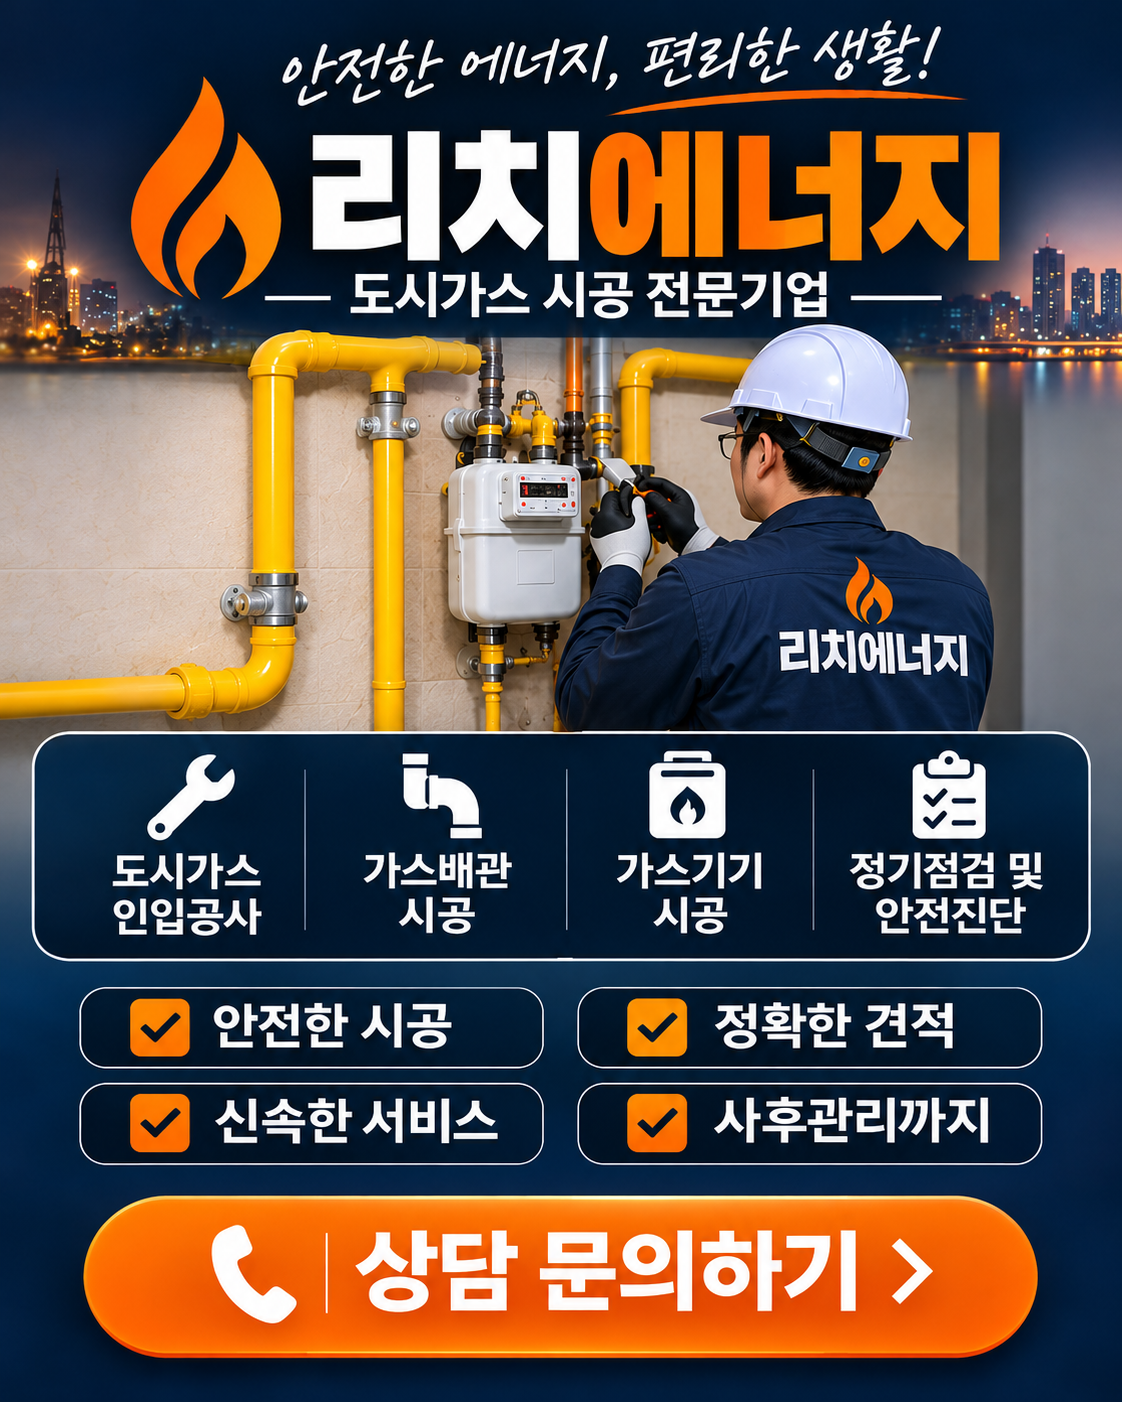 안전한 에너지, 편리한 생활!
리치에너지
도시가스 시공 전문기업
리치에너지
도시가스
인입공사
가스배관
시공
가스기기
시공
정기점검 및
안전진단
안전한 시공
정확한 견적
신속한 서비스
사후관리까지
상담 문의하기